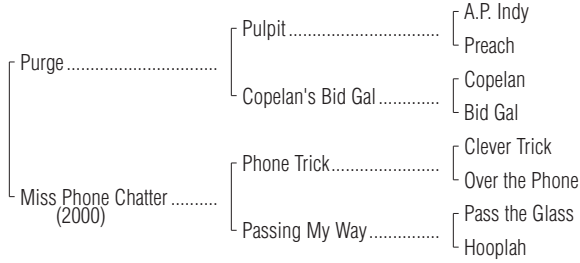 A.P. Indy
Pulpit
Preach
Purge
Copelan
Copelan's Bid Gal
Bid Gal
Clever Trick
Phone Trick
Over the Phone
Miss Phone Chatter
(2000)
Pass the Glass
Passing My Way
Hooplah